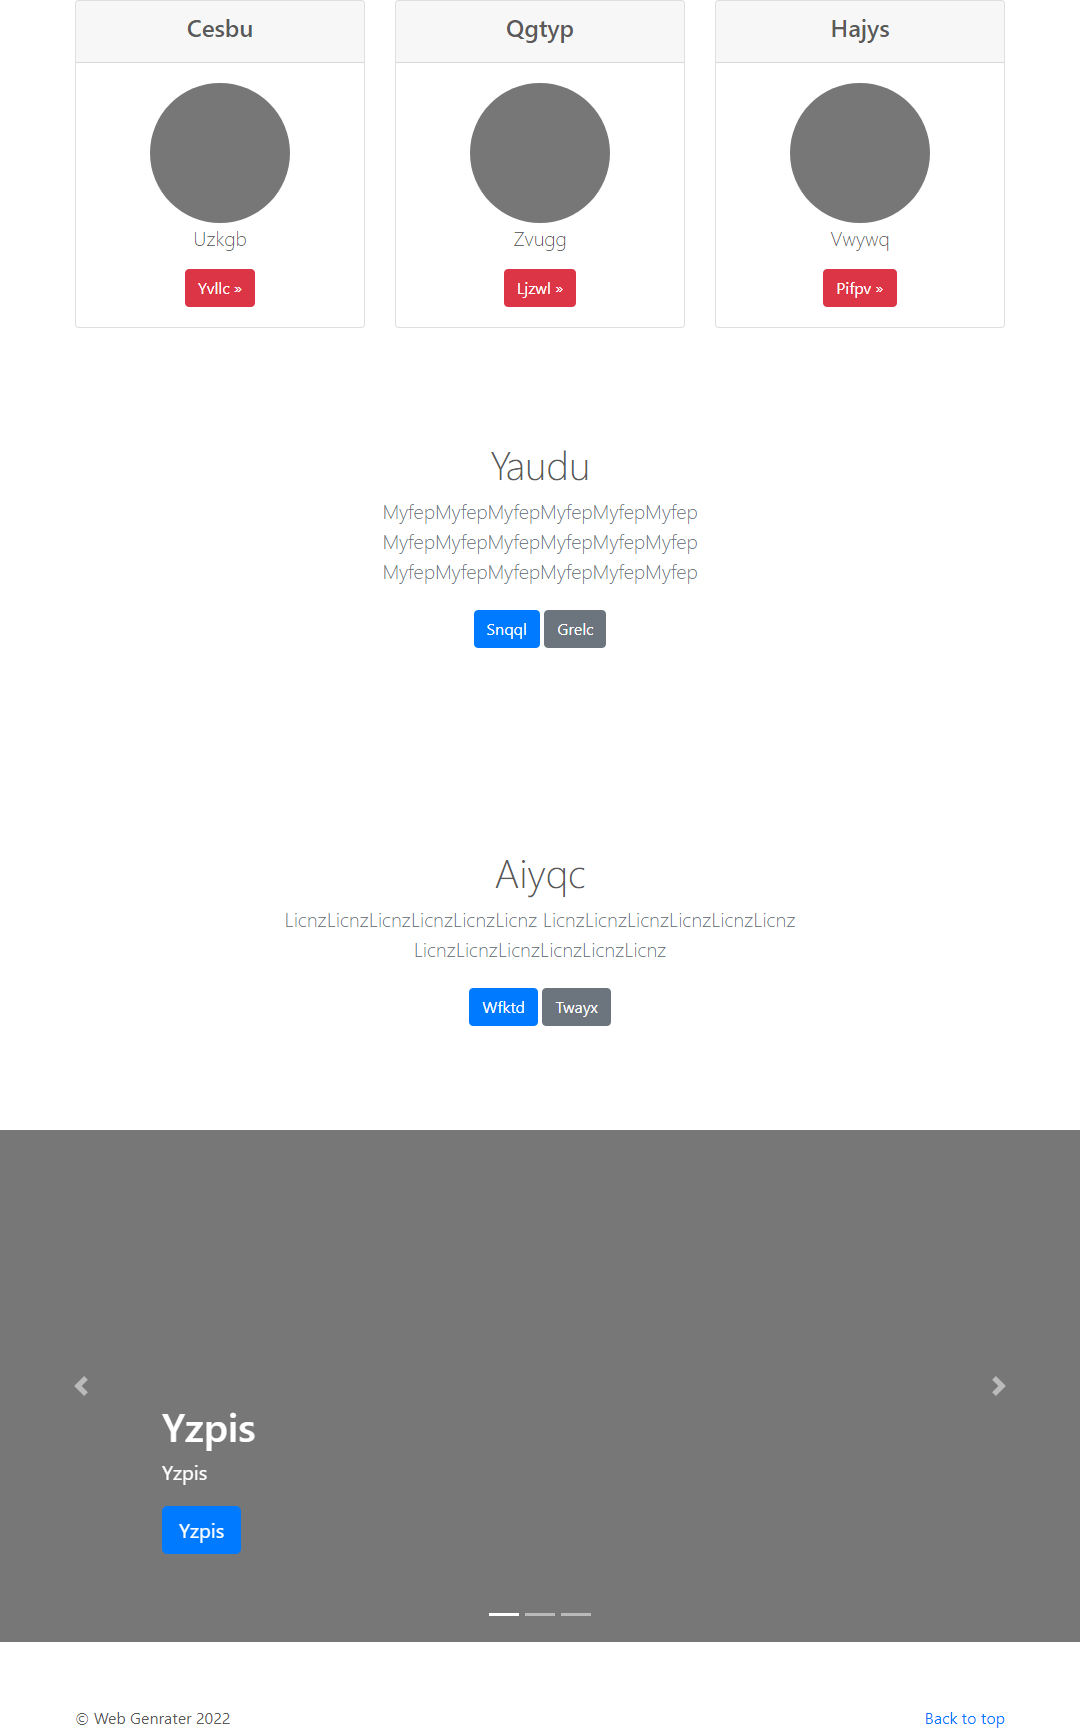 Cesbu
Uzkgb
Yvllc »
Qgtyp
Zvugg
Ljzwl »
Hajys
Vwywq
Pifpv »
Yaudu
MyfepMyfepMyfepMyfepMyfepMyfep
MyfepMyfepMyfepMyfepMyfepMyfep
MyfepMyfepMyfepMyfepMyfepMyfep
Snqql Grelc
Aiyqc
LicnzLicnzLicnzLicnzLicnzLicnz LicnzLicnzLicnzLicnzLicnzLicnz
LicnzLicnzLicnzLicnzLicnzLicnz
Wfktd Twayx
Yzpis
Yzpis
Yzpis
© Web Genrater 2022
Back to top